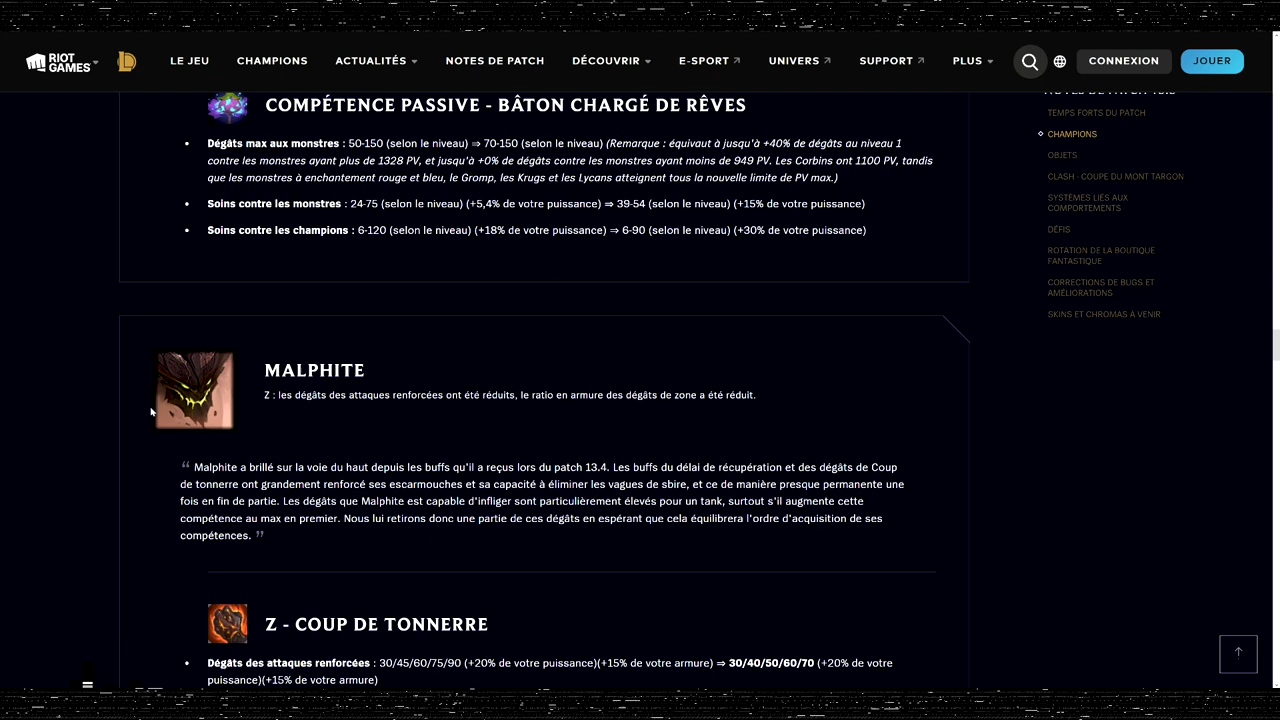 RIOT GAMES
LE JEU
CHAMPIONS
ACTUALITÉS
NOTES DE PATCH
DÉCOUVRIR
E-SPORT
UNIVERS
SUPPORT
PLUS
CONNEXION
JOUER
COMPÉTENCE PASSIVE - BÂTON CHARGÉ DE RÊVES
• Dégâts max aux monstres : 50-150 (selon le niveau) ⇒ 70-150 (selon le niveau) (Remarque : équivaut à jusqu'à +40% de dégâts au niveau 1
contre les monstres ayant plus de 1328 PV, et jusqu'à +0% de dégâts contre les monstres ayant moins de 949 PV. Les Corbins ont 1100 PV, tandis
que les monstres à enchantement rouge et bleu, le Gromp, les Krugs et les Lycans atteignent tous la nouvelle limite de PV max.)
• Soins contre les monstres : 24-75 (selon le niveau) (+5,4% de votre puissance) ⇒ 39-54 (selon le niveau) (+15% de votre puissance)
• Soins contre les champions : 6-120 (selon le niveau) (+18% de votre puissance) ⇒ 6-90 (selon le niveau) (+30% de votre puissance)
MALPHITE
Z : les dégâts des attaques renforcées ont été réduits, le ratio en armure des dégâts de zone a été réduit.
“ Malphite a brillé sur la voie du haut depuis les buffs qu'il a reçus lors du patch 13.4. Les buffs du délai de récupération et des dégâts de Coup
de tonnerre ont grandement renforcé ses escarmouches et sa capacité à éliminer les vagues de sbire, et ce de manière presque permanente une
fois en fin de partie. Les dégâts que Malphite est capable d'infliger sont particulièrement élevés pour un tank, surtout s'il augmente cette
compétence au max en premier. Nous lui retirons donc une partie de ces dégâts en espérant que cela équilibrera l'ordre d'acquisition de ses
compétences. ”
Z - COUP DE TONNERRE
• Dégâts des attaques renforcées : 30/45/60/75/90 (+20% de votre puissance)(+15% de votre armure) ⇒ 30/40/50/60/70 (+20% de votre
puissance)(+15% de votre armure)
NOTES DE PATCH
TEMPS FORTS DU PATCH
CHAMPIONS
OBJETS
CLASH - COUPE DU MONT TARGON
SYSTÈMES LIÉS AUX
COMPORTEMENTS
DÉFIS
ROTATION DE LA BOUTIQUE
FANTASTIQUE
CORRECTIONS DE BUGS ET
AMÉLIORATIONS
SKINS ET CHROMAS À VENIR